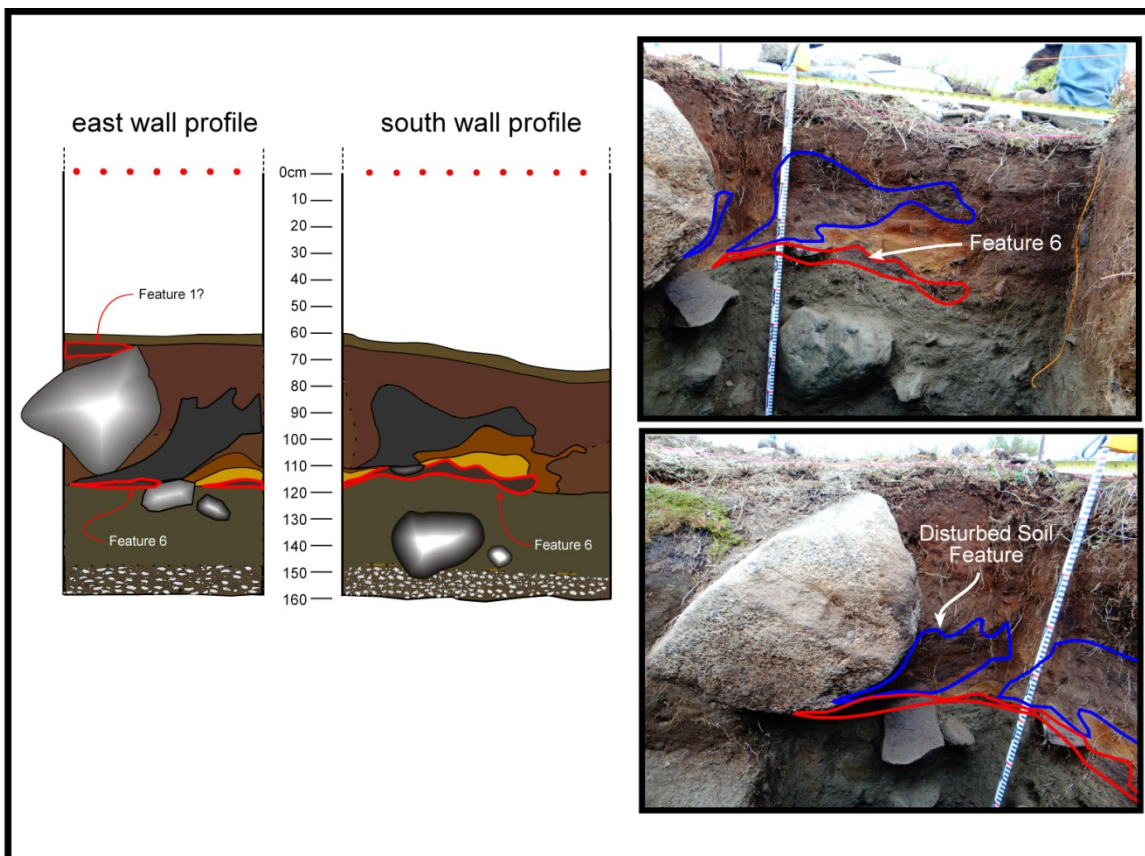 east wall profile
south wall profile
0cm
10
20
30
40
50
60
70
80
90
100
110
120
130
140
150
160
Feature 1?
Feature 6
Feature 6
Feature 6
Disturbed Soil
Feature